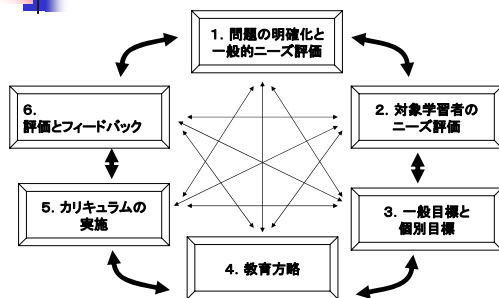 1. 問題の明確化と
一般的ニーズ評価
2. 対象学習者の
ニーズ評価
3. 一般目標と
個別目標
4. 教育方略
5. カリキュラムの
実施
6.
評価とフィードバック